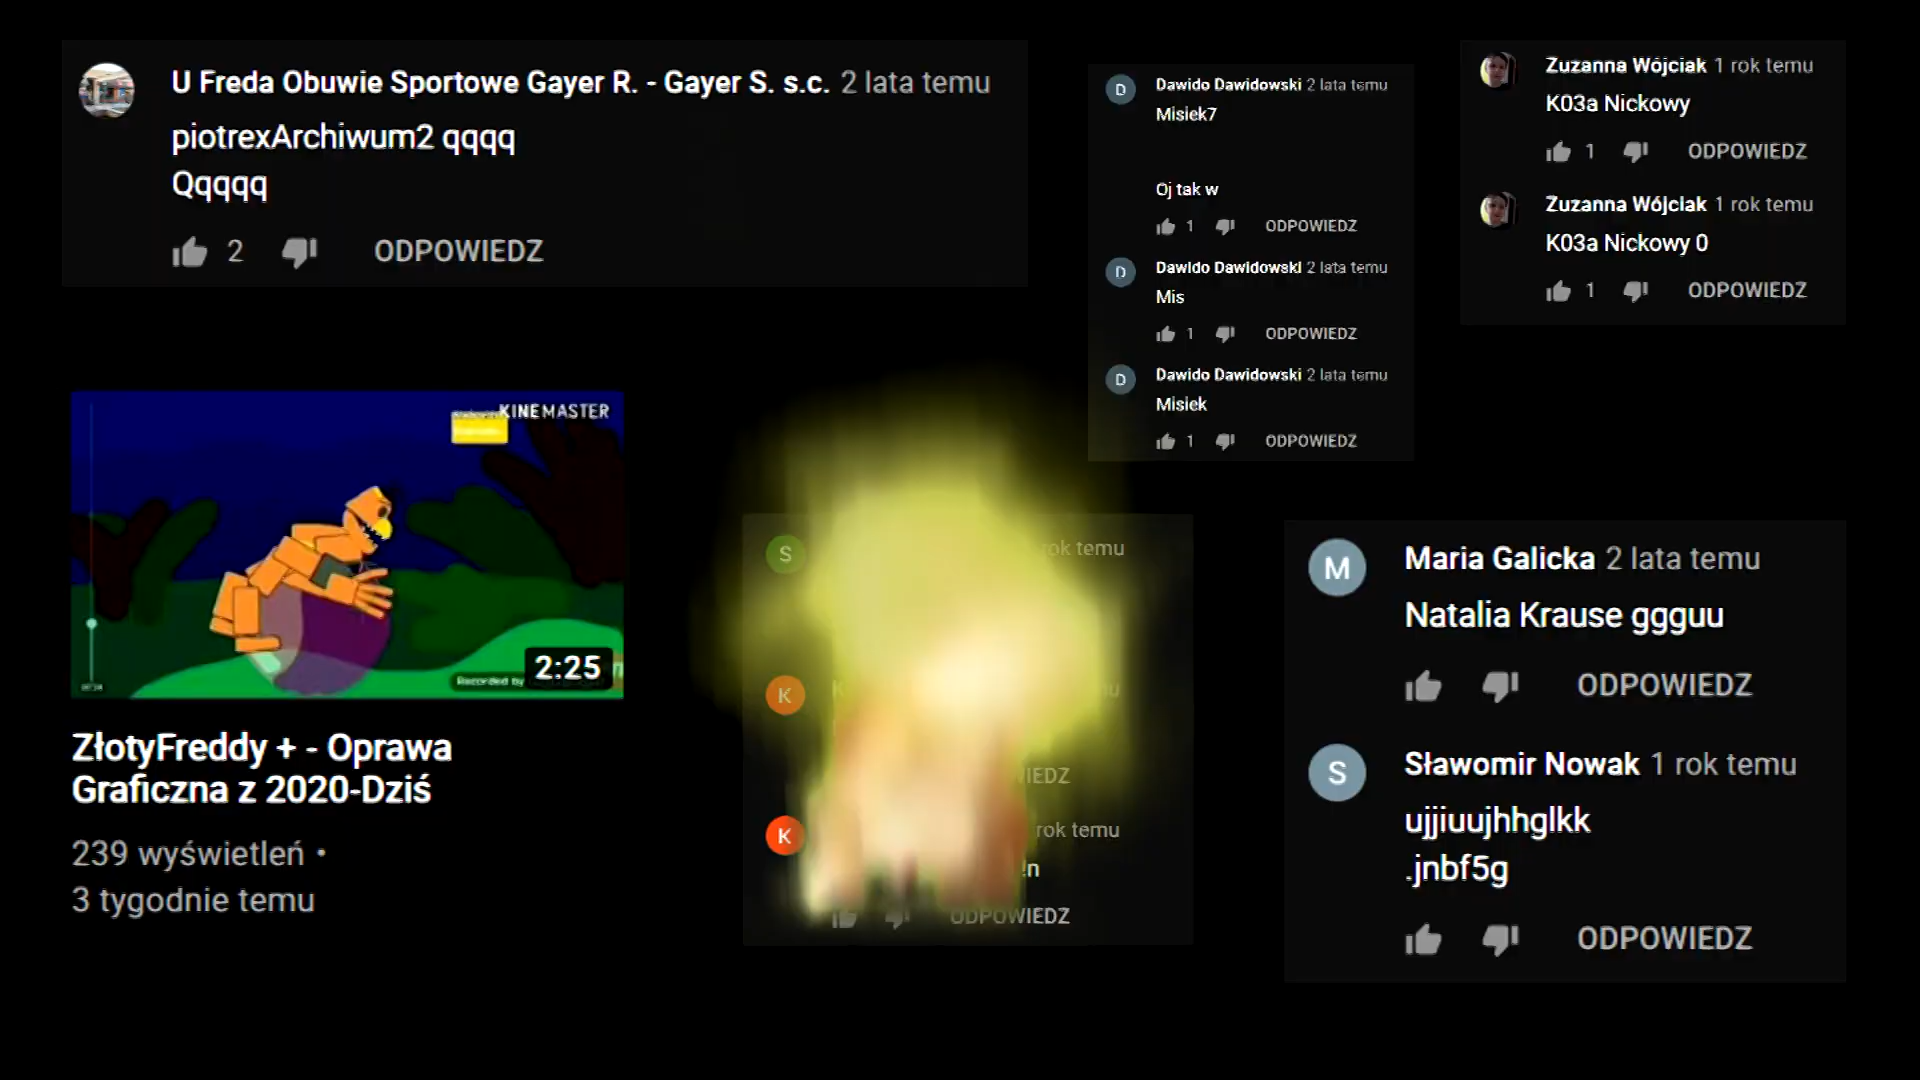 U Freda Obuwie Sportowe Gayer R. - Gayer S. s.c. 2 lata temu
piotrexArchiwum2 qqqq
Qqqqq
2 ODPOWIEDZ
Dawido Dawidowski 2 lata temu
Misiek7
Oj tak w
1 ODPOWIEDZ
Dawido Dawidowski 2 lata temu
Mis
1 ODPOWIEDZ
Dawido Dawidowski 2 lata temu
Misiek
1 ODPOWIEDZ
Zuzanna Wójciak 1 rok temu
K03a Nickowy
1 ODPOWIEDZ
Zuzanna Wójciak 1 rok temu
K03a Nickowy 0
1 ODPOWIEDZ
KINEMASTER
Recorded by
2:25
ZłotyFreddy + - Oprawa
Graficzna z 2020-Dziś
239 wyświetleń •
3 tygodnie temu
S rok temu
K
K rok temu
ODPOWIEDZ
M Maria Galicka 2 lata temu
Natalia Krause ggguu
ODPOWIEDZ
S Sławomir Nowak 1 rok temu
ujjiuujhhglkk
.jnbf5g
ODPOWIEDZ